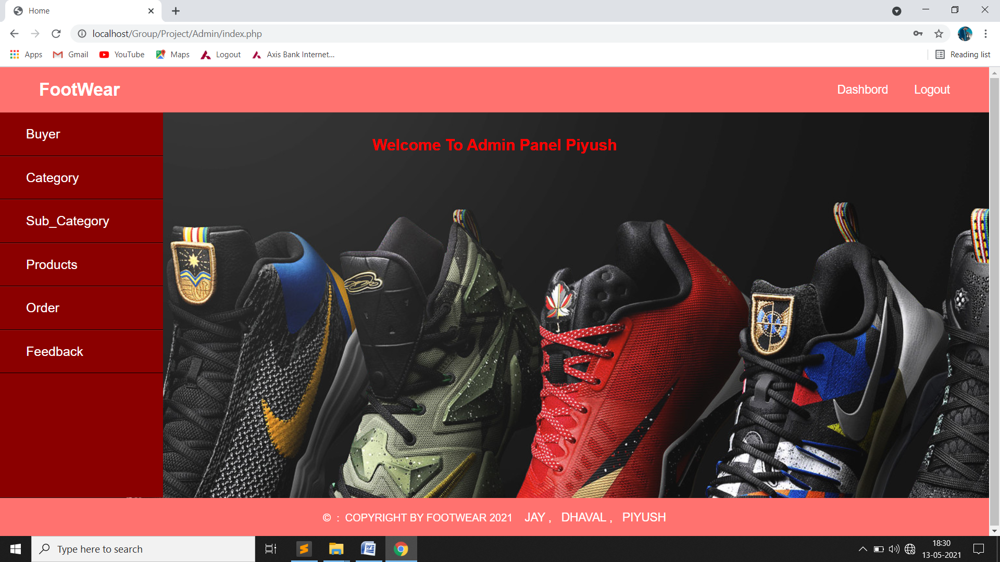 Home
localhost/Group/Project/Admin/index.php
Apps Gmail YouTube Maps Logout Axis Bank Internet... Reading list
FootWear Dashbord Logout
Buyer
Category
Sub_Category
Products
Order
Feedback
Welcome To Admin Panel Piyush
© : COPYRIGHT BY FOOTWEAR 2021 JAY , DHAVAL , PIYUSH
Type here to search
18:30
13-05-2021